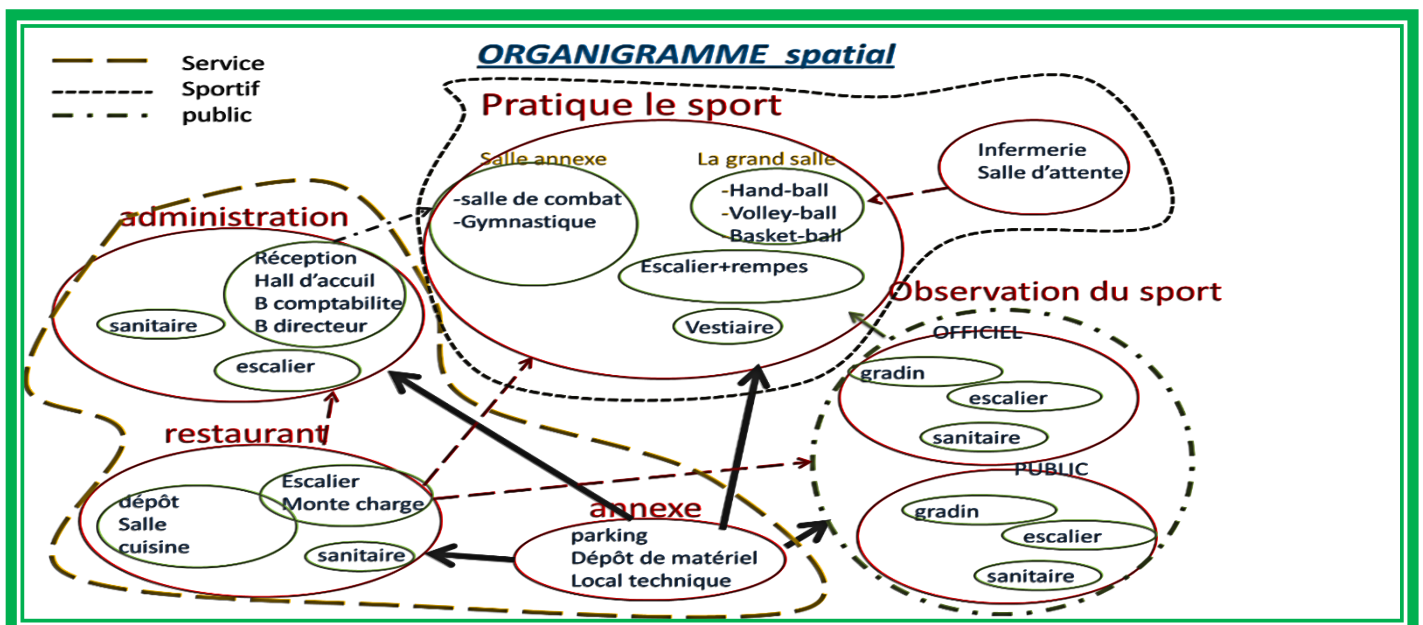 ORGANIGRAMME spatial
Service
Sportif
public
Pratique le sport
Salle annexe
-salle de combat
-Gymnastique
La grand salle
-Hand-ball
-Volley-ball
-Basket-ball
Escalier+rempes
Vestiaire
Infermerie
Salle d'attente
administration
Réception
Hall d'accuil
B comptabilite
B directeur
sanitaire
escalier
Observation du sport
OFFICIEL
gradin
escalier
sanitaire
PUBLIC
gradin
escalier
sanitaire
restaurant
Escalier
Monte charge
dépôt
Salle
cuisine
sanitaire
annexe
parking
Dépôt de matériel
Local technique